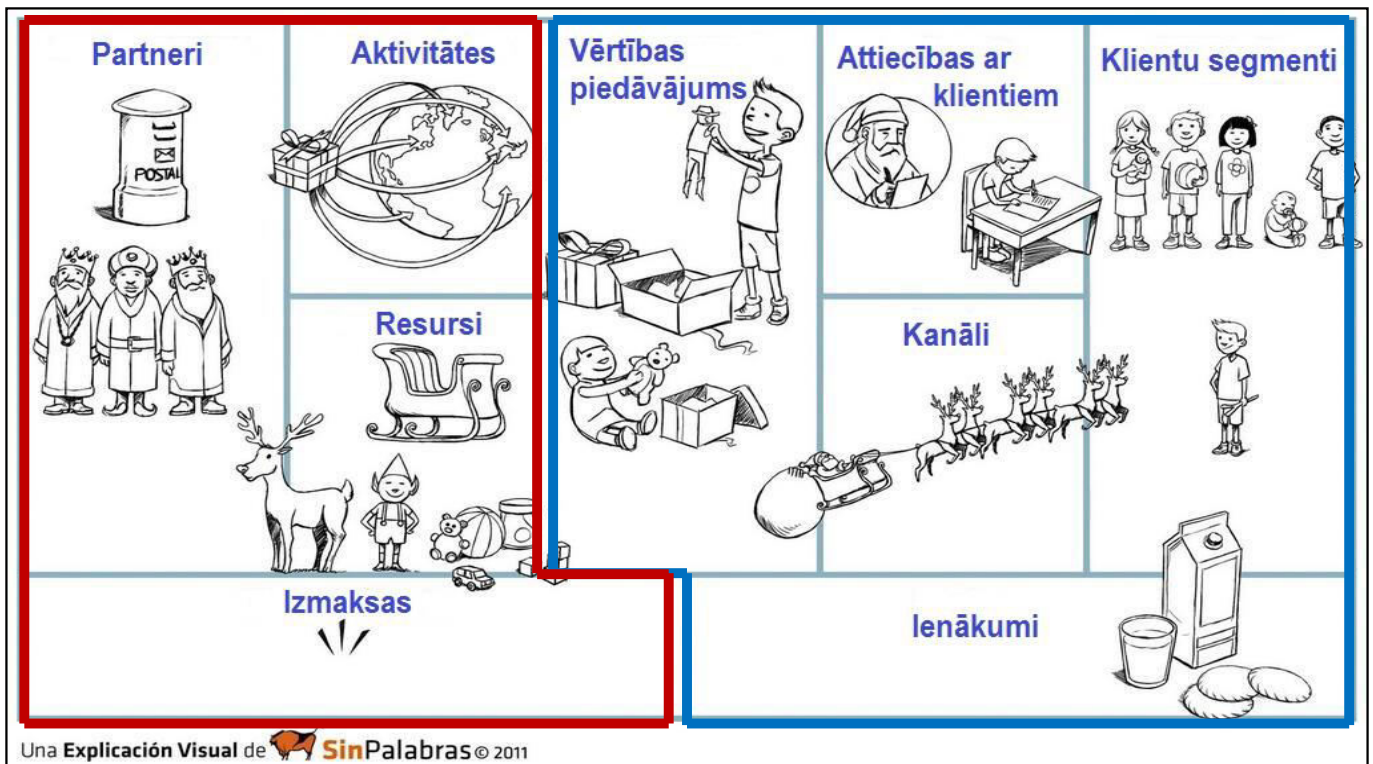 Partneri
POSTAL
Aktivitātes
Resursi
Vērtības
piedāvājums
Attiecības ar
klientiem
Kanāli
Klientu segmenti
Izmaksas
Ienākumi
Una Explicación Visual de SinPalabras © 2011